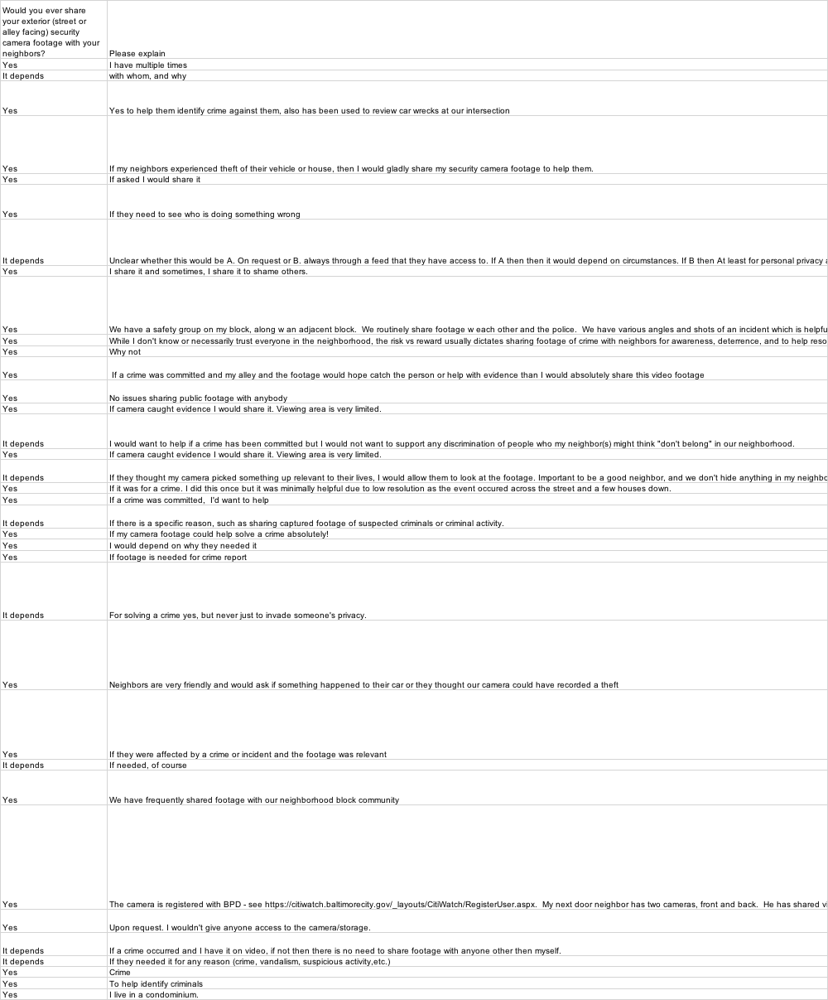 Would you ever share
your exterior (street or
alley facing) security
camera footage with your
neighbors? Please explain
Yes I have multiple times
It depends with whom, and why
Yes Yes to help them identify crime against them, also has been used to review car wrecks at our intersection
Yes If my neighbors experienced theft of their vehicle or house, then I would gladly share my security camera footage to help them.
Yes If asked I would share it
Yes If they need to see who is doing something wrong
It depends Unclear whether this would be A. On request or B. always through a feed that they have access to. If A then then it would depend on circumstances. If B then At least for personal privacy
Yes I share it and sometimes, I share it to shame others.
Yes We have a safety group on my block, along w an adjacent block. We routinely share footage w each other and the police. We have various angles and shots of an incident which is helpfu
Yes While I don't know or necessarily trust everyone in the neighborhood, the risk vs reward usually dictates sharing footage of crime with neighbors for awareness, deterrence, and to help reso
Yes Why not
Yes If a crime was committed and my alley and the footage would hope catch the person or help with evidence than I would absolutely share this video footage
Yes No issues sharing public footage with anybody
Yes If camera caught evidence I would share it. Viewing area is very limited.
It depends I would want to help if a crime has been committed but I would not want to support any discrimination of people who my neighbor(s) might think "don't belong" in our neighborhood.
Yes If camera caught evidence I would share it. Viewing area is very limited.
It depends If they thought my camera picked something up relevant to their lives, I would allow them to look at the footage. Important to be a good neighbor, and we don't hide anything in my neighbo
Yes If it was for a crime. I did this once but it was minimally helpful due to low resolution as the event occured across the street and a few houses down.
Yes If a crime was committed, I'd want to help
It depends If there is a specific reason, such as sharing captured footage of suspected criminals or criminal activity.
Yes If my camera footage could help solve a crime absolutely!
Yes I would depend on why they needed it
Yes If footage is needed for crime report
It depends For solving a crime yes, but never just to invade someone's privacy.
Yes Neighbors are very friendly and would ask if something happened to their car or they thought our camera could have recorded a theft
Yes If they were affected by a crime or incident and the footage was relevant
It depends If needed, of course
Yes We have frequently shared footage with our neighborhood block community
Yes The camera is registered with BPD - see https://citiwatch.baltimorecity.gov/_layouts/CitiWatch/RegisterUser.aspx. My next door neighbor has two cameras, front and back. He has shared
Yes Upon request. I wouldn't give anyone access to the camera/storage.
It depends If a crime occurred and I have it on video, if not then there is no need to share footage with anyone other then myself.
It depends If they needed it for any reason (crime, vandalism, suspicious activity,etc.)
Yes Crime
Yes To help identify criminals
Yes I live in a condominium.